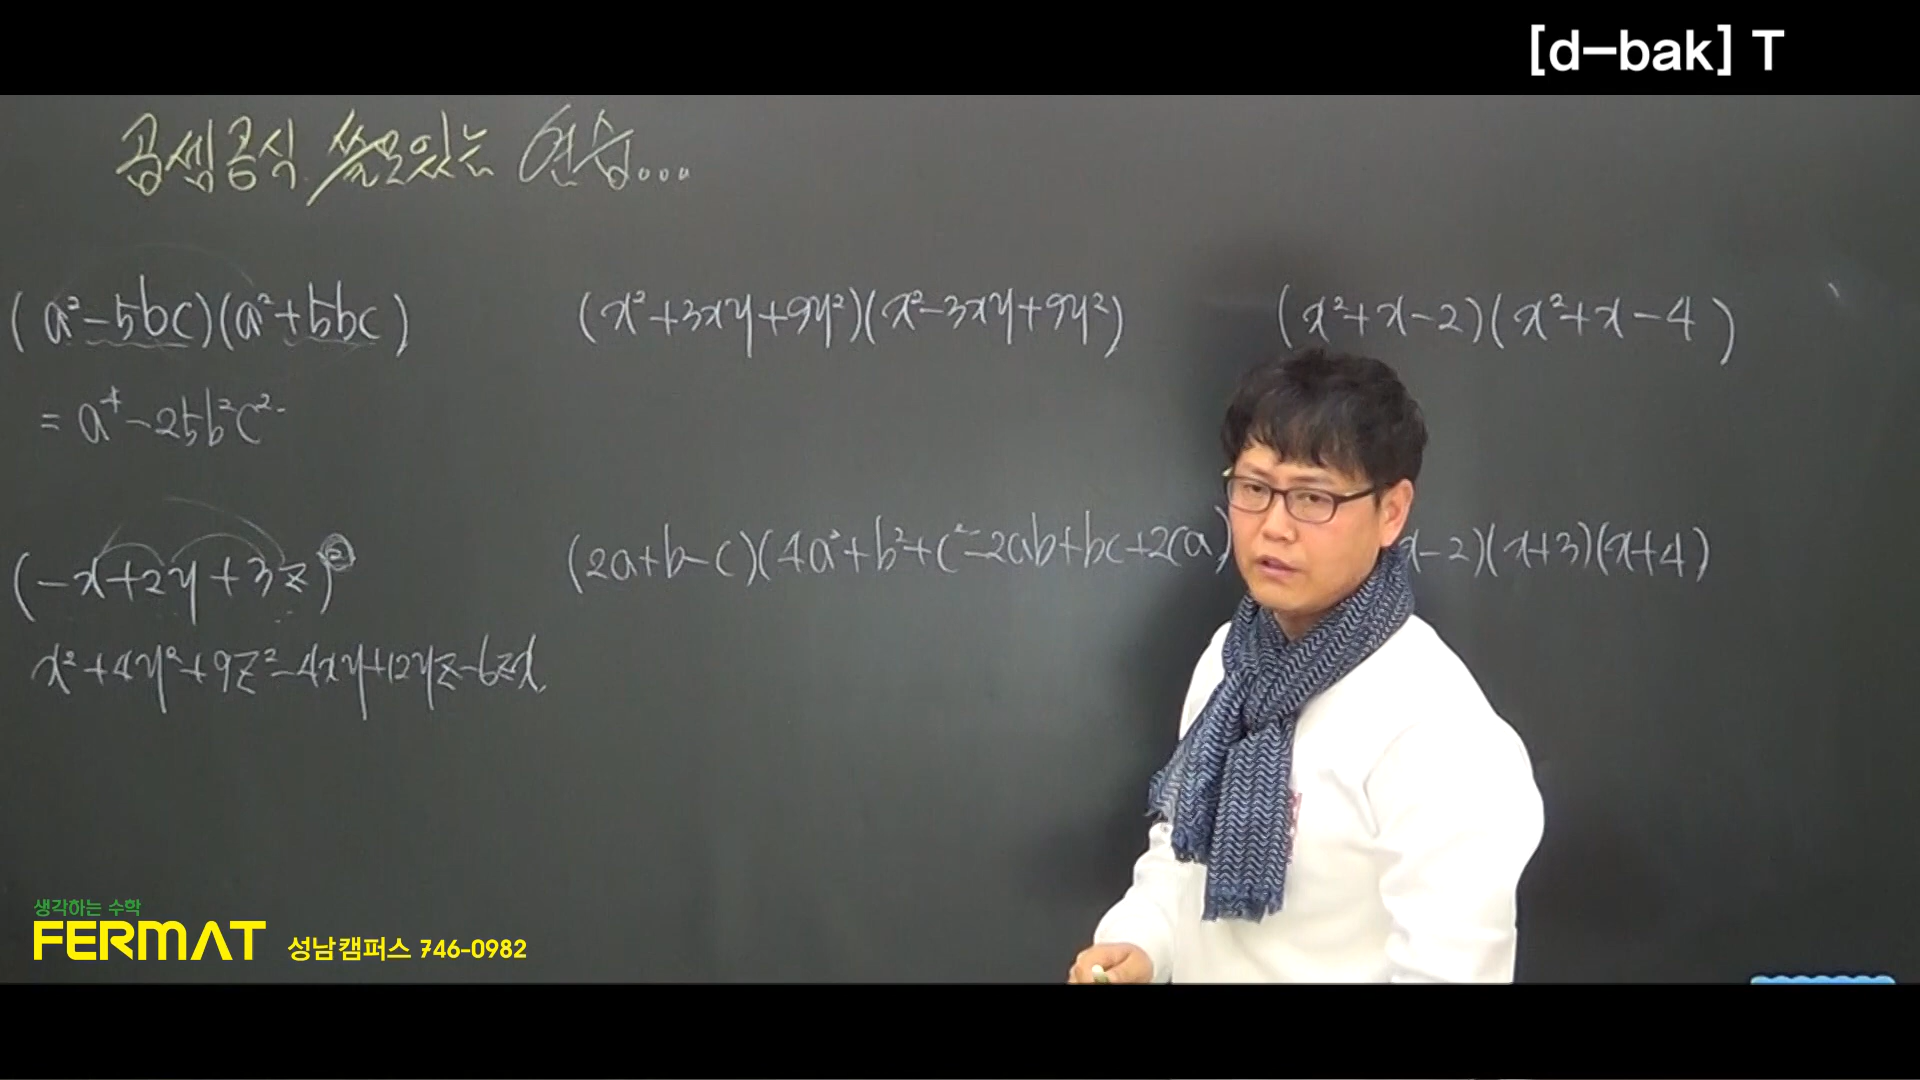 [d-bak] T
곱셈공식 쓸모있는 연습...
(a²-5bc)(a²+5bc)
= a⁴-25b²c²
(x²+3xy+9y²)(x²-3xy+9y²)
(x²+x-2)(x²+x-4)
(-x+2y+3z)²
x²+4y²+9z²-4xy+12yz-6zx
(2a+b-c)(4a²+b²+c²-2ab+bc+2ca)
x-2)(x+3)(x+4)
생각하는 수학
FERMAT 성남캠퍼스 746-0982